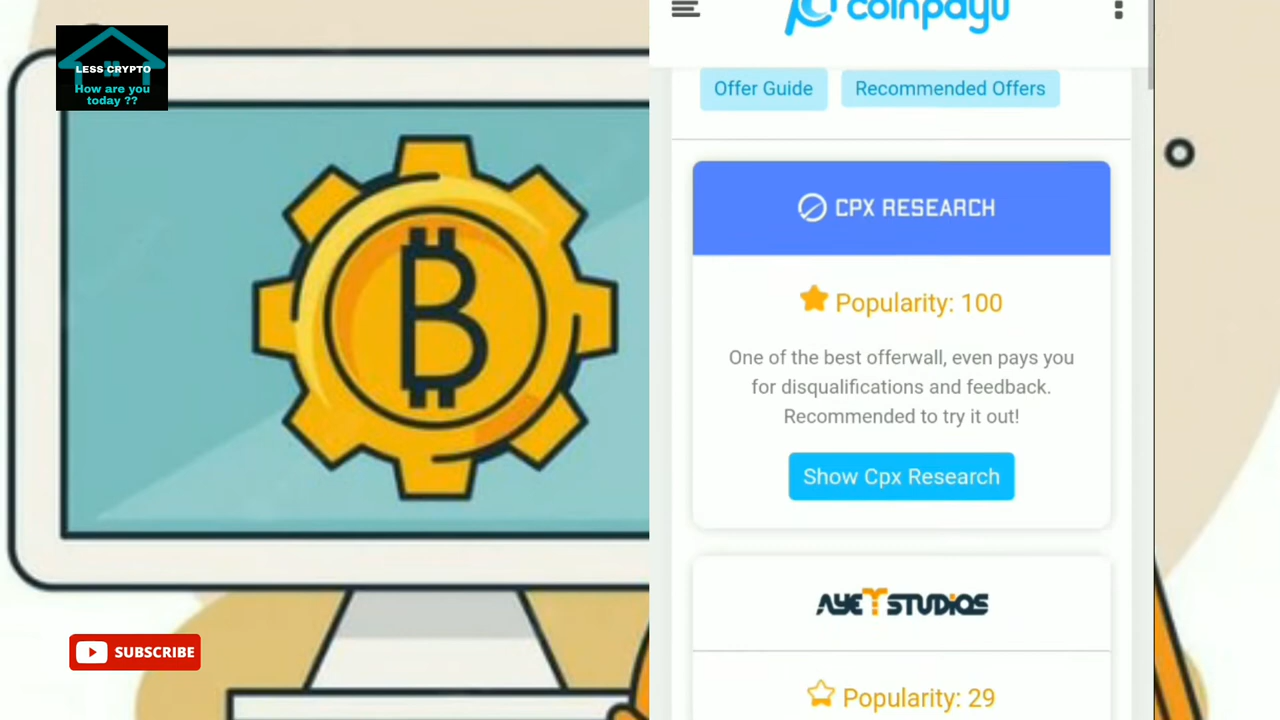 LESS CRYPTO
How are you
today ??
coinpayu
Offer Guide
Recommended Offers
CPX RESEARCH
Popularity: 100
One of the best offerwall, even pays you
for disqualifications and feedback.
Recommended to try it out!
Show Cpx Research
AYET STUDIOS
Popularity: 29
SUBSCRIBE